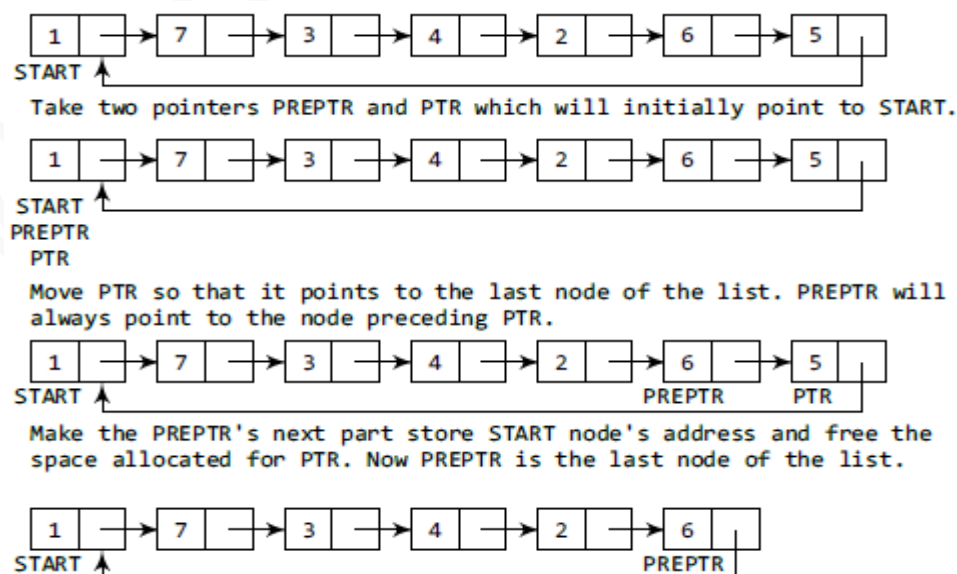 1 7 3 4 2 6 5
START
Take two pointers PREPTR and PTR which will initially point to START.
1 7 3 4 2 6 5
START
PREPTR
PTR
Move PTR so that it points to the last node of the list. PREPTR will
always point to the node preceding PTR.
1 7 3 4 2 6 5
START PREPTR PTR
Make the PREPTR's next part store START node's address and free the
space allocated for PTR. Now PREPTR is the last node of the list.
1 7 3 4 2 6
START PREPTR